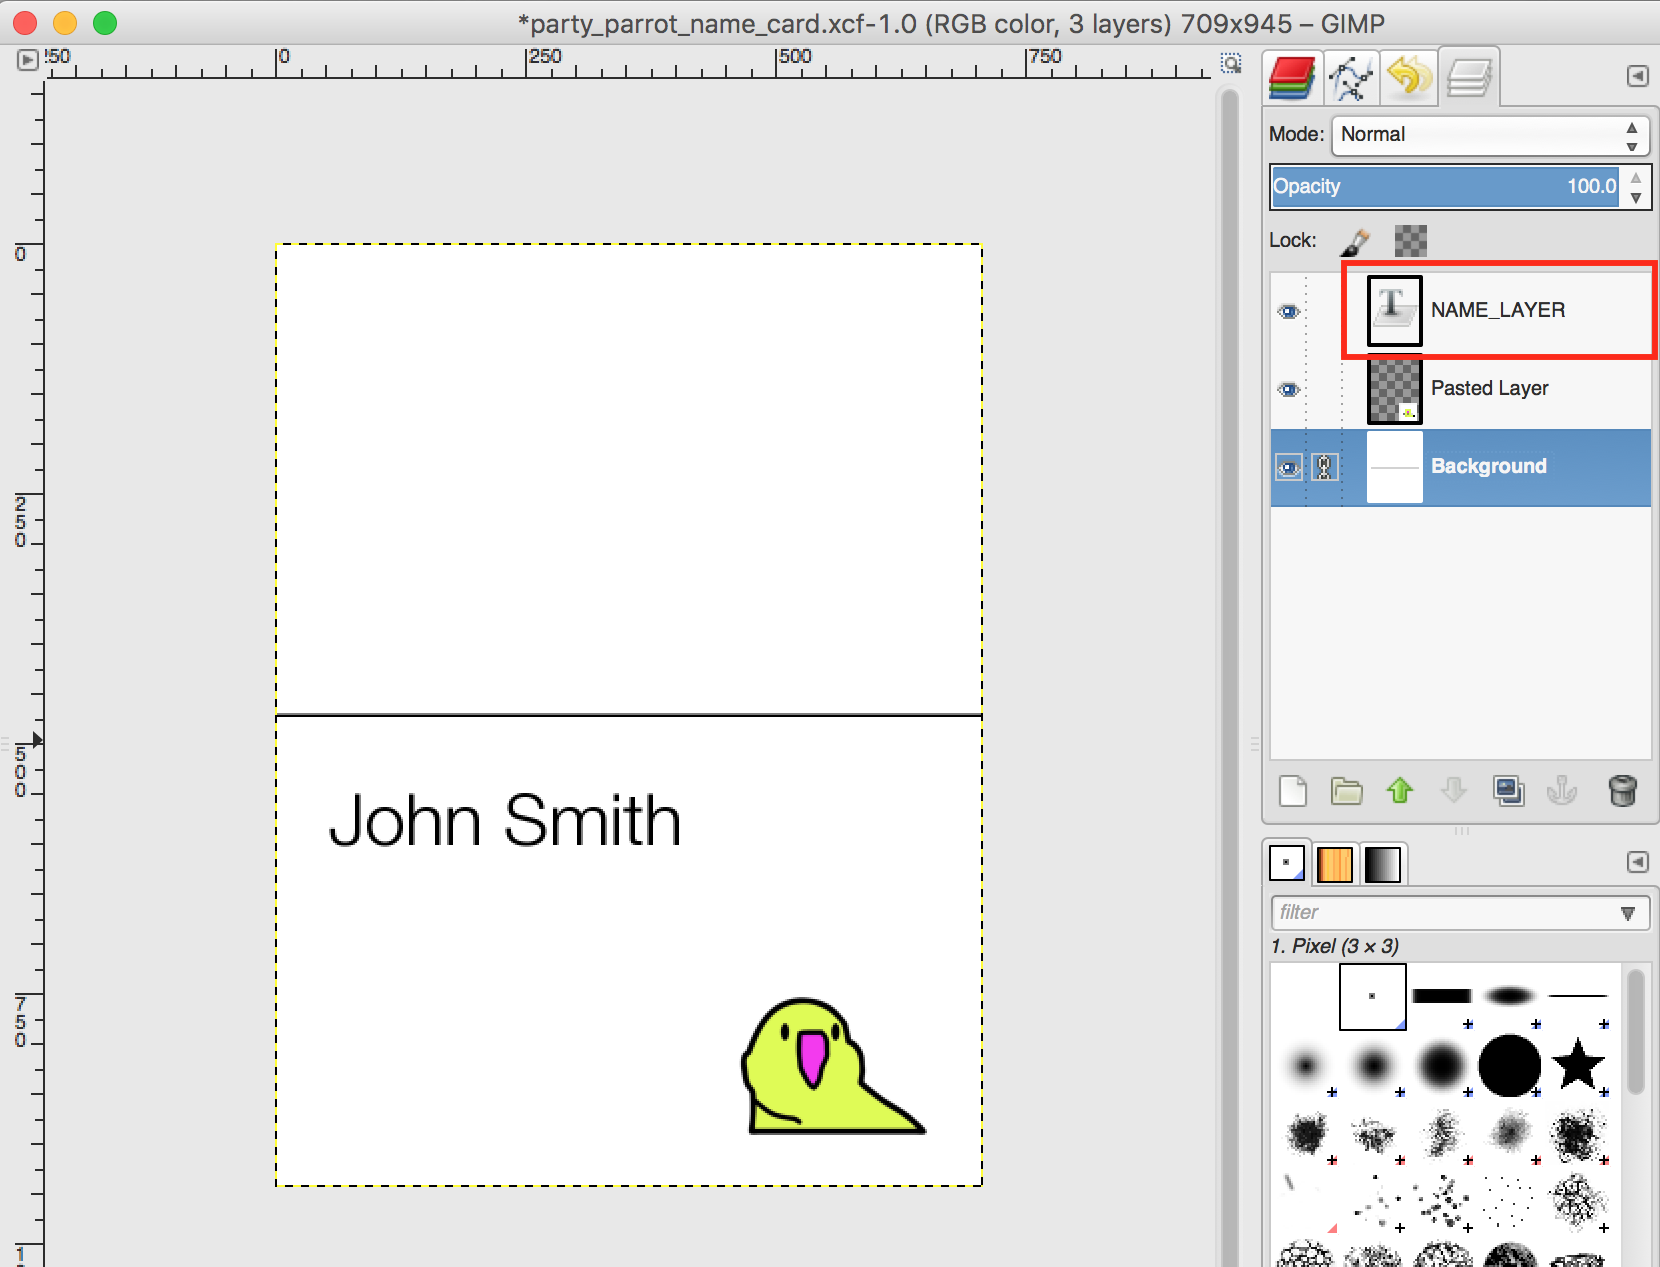 *party_parrot_name_card.xcf-1.0 (RGB color, 3 layers) 709x945 – GIMP
0
250
500
750
0
250
500
750
1
Mode: Normal
Opacity 100.0
Lock:
T NAME_LAYER
Pasted Layer
Background
John Smith
filter
1. Pixel (3 × 3)